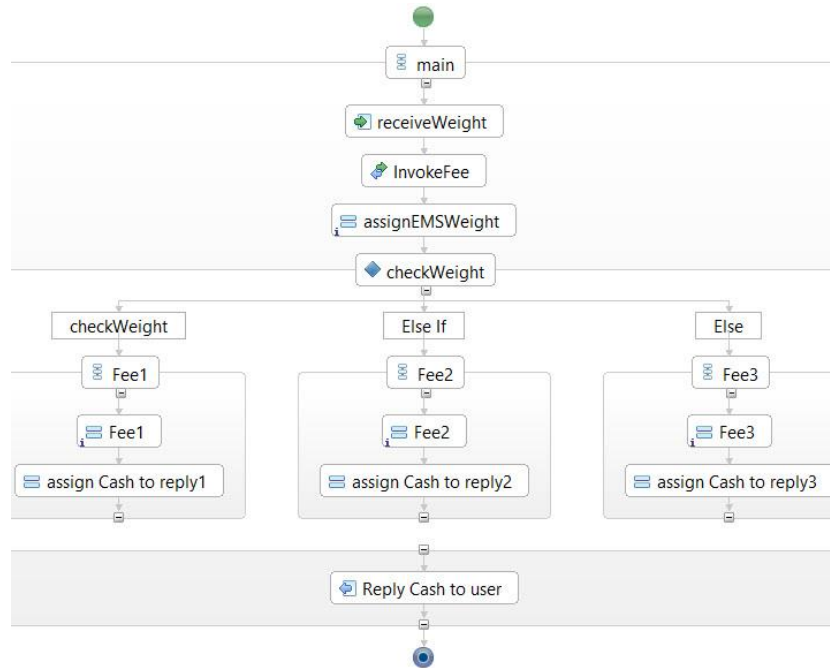 main
receiveWeight
InvokeFee
assignEMSWeight
checkWeight
checkWeight
Else If
Else
Fee1
Fee2
Fee3
Fee1
Fee2
Fee3
assign Cash to reply1
assign Cash to reply2
assign Cash to reply3
Reply Cash to user